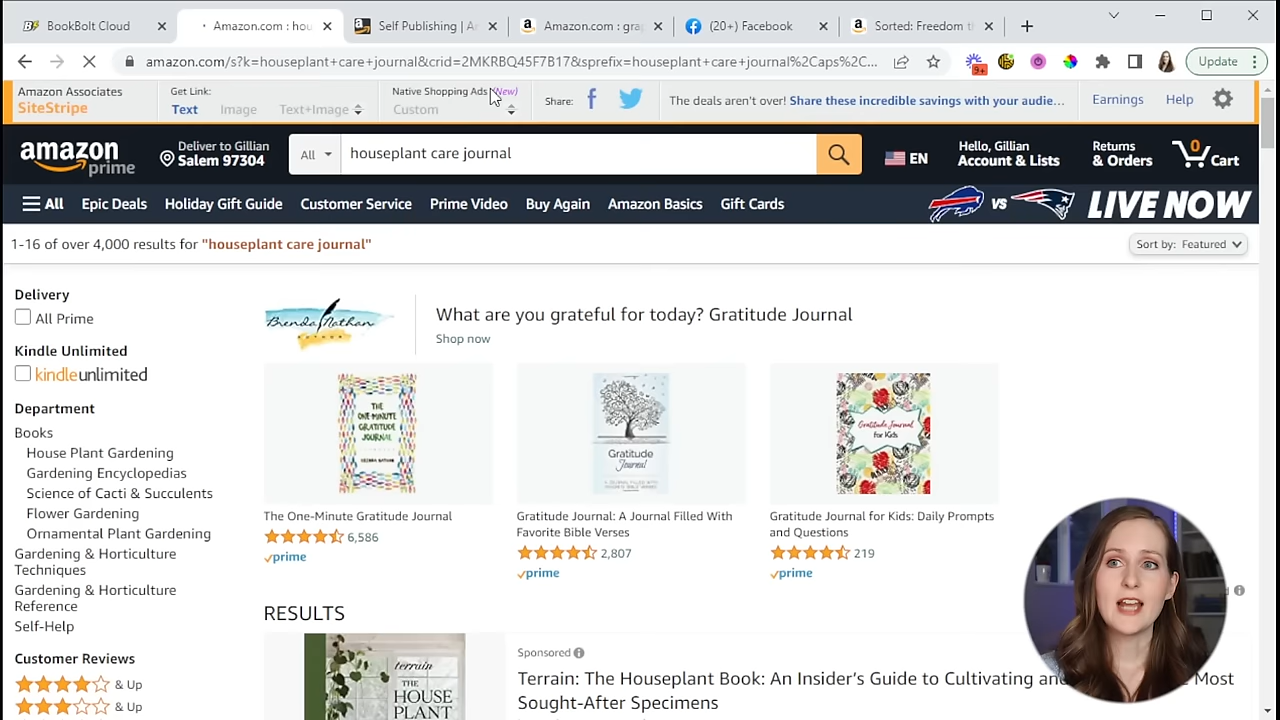 BookBolt Cloud
Amazon.com : hou
Self Publishing | A
Amazon.com : gra
(20+) Facebook
Sorted: Freedom t
amazon.com/s?k=houseplant+care+journal&crid=2MKRBQ45F7B17&sprefix=houseplant+care+journal%2Caps%2C...
9+
Update
Amazon Associates
SiteStripe
Get Link:
Text
Image
Text+Image
Native Shopping Ads (New)
Custom
Share:
The deals aren't over! Share these incredible savings with your audie...
Earnings
Help
amazon
prime
Deliver to Gillian
Salem 97304
All
houseplant care journal
EN
Hello, Gillian
Account & Lists
Returns
& Orders
0
Cart
All
Epic Deals
Holiday Gift Guide
Customer Service
Prime Video
Buy Again
Amazon Basics
Gift Cards
VS
LIVE NOW
1-16 of over 4,000 results for "houseplant care journal"
Sort by: Featured
Delivery
All Prime
Kindle Unlimited
kindleunlimited
Department
Books
House Plant Gardening
Gardening Encyclopedias
Science of Cacti & Succulents
Flower Gardening
Ornamental Plant Gardening
Gardening & Horticulture
Techniques
Gardening & Horticulture
Reference
Self-Help
Customer Reviews
& Up
& Up
Brenda Nathan
What are you grateful for today? Gratitude Journal
Shop now
THE
ONE-MINUTE
GRATITUDE
JOURNAL
BRENDA NATHAN
Gratitude
Journal
Gratitude Journal
for Kids
The One-Minute Gratitude Journal
6,586
prime
Gratitude Journal: A Journal Filled With
Favorite Bible Verses
2,807
prime
Gratitude Journal for Kids: Daily Prompts
and Questions
219
prime
RESULTS
terrain
THE
HOUSE
PLANT
Sponsored
Terrain: The Houseplant Book: An Insider's Guide to Cultivating and Most
Sought-After Specimens